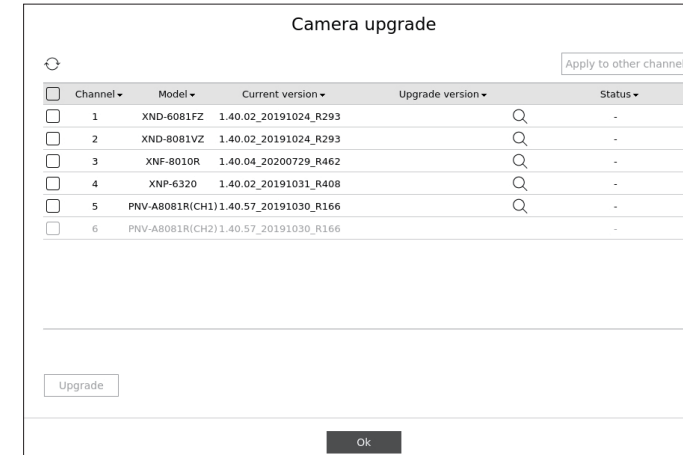 Camera upgrade
Apply to other channel
Channel Model Current version Upgrade version Status
1 XND-6081FZ 1.40.02_20191024_R293 -
2 XND-8081VZ 1.40.02_20191024_R293 -
3 XNF-8010R 1.40.04_20200729_R462 -
4 XNP-6320 1.40.02_20191031_R408 -
5 PNV-A8081R(CH1) 1.40.57_20191030_R166 -
6 PNV-A8081R(CH2) 1.40.57_20191030_R166 -
Upgrade
Ok